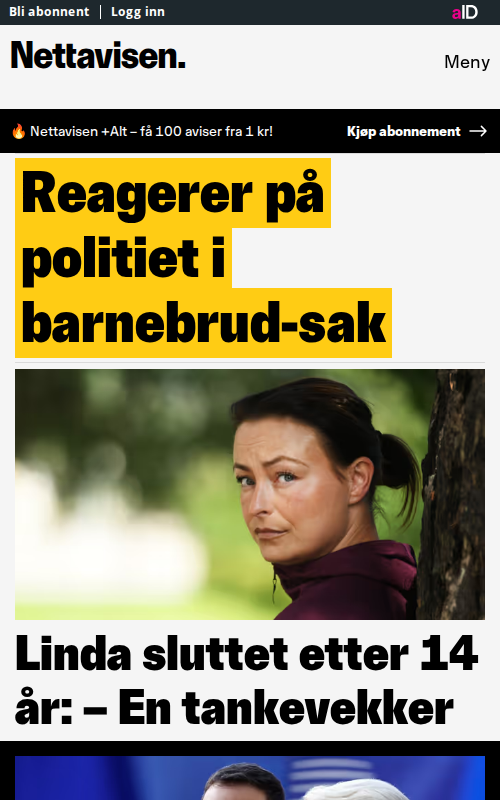 Bli abonnent
Logg inn
aID
Nettavisen.
Meny
🔥 Nettavisen +Alt – få 100 aviser fra 1 kr!
Kjøp abonnement →
Reagerer på
politiet i
barnebrud-sak
Linda sluttet etter 14
år: – En tankevekker